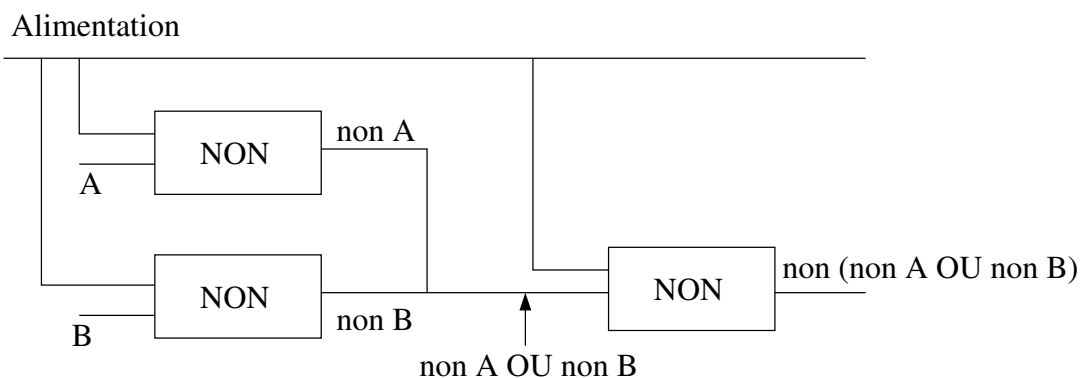 Alimentation
non A
NON
A
non (non A OU non B)
NON
NON
B
non B
non A OU non B